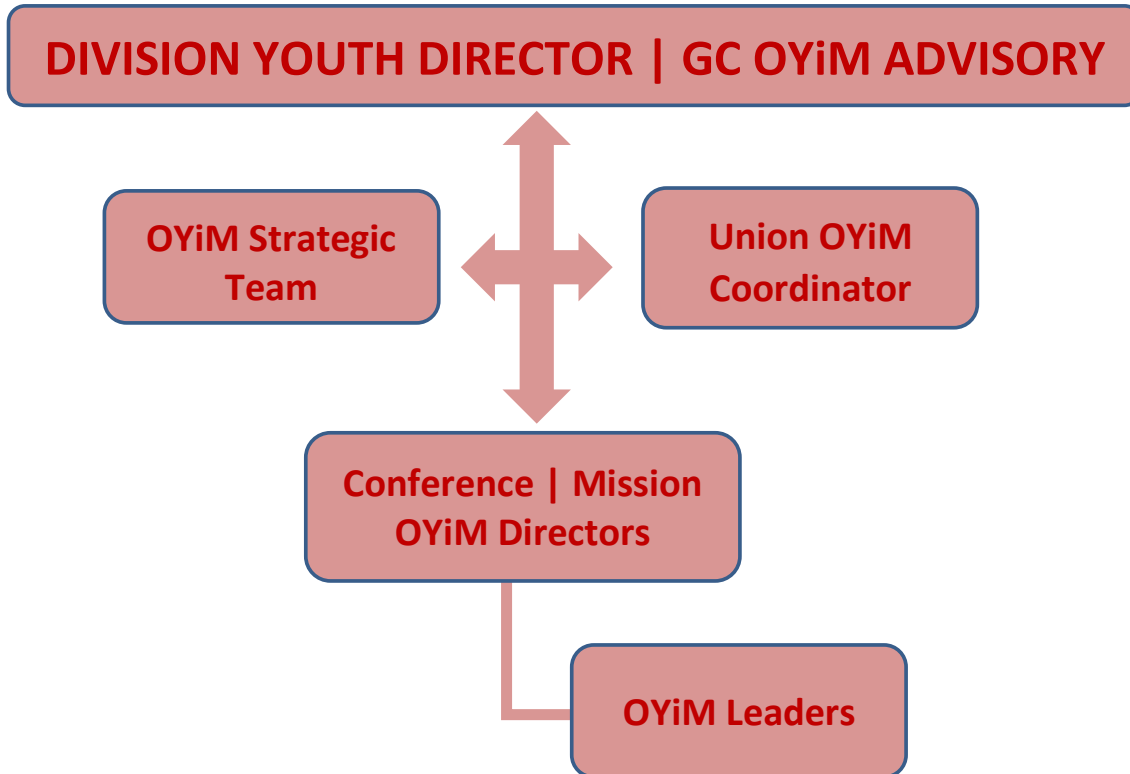 DIVISION YOUTH DIRECTOR | GC OYiM ADVISORY
OYiM Strategic
Team
Union OYiM
Coordinator
Conference | Mission
OYiM Directors
OYiM Leaders